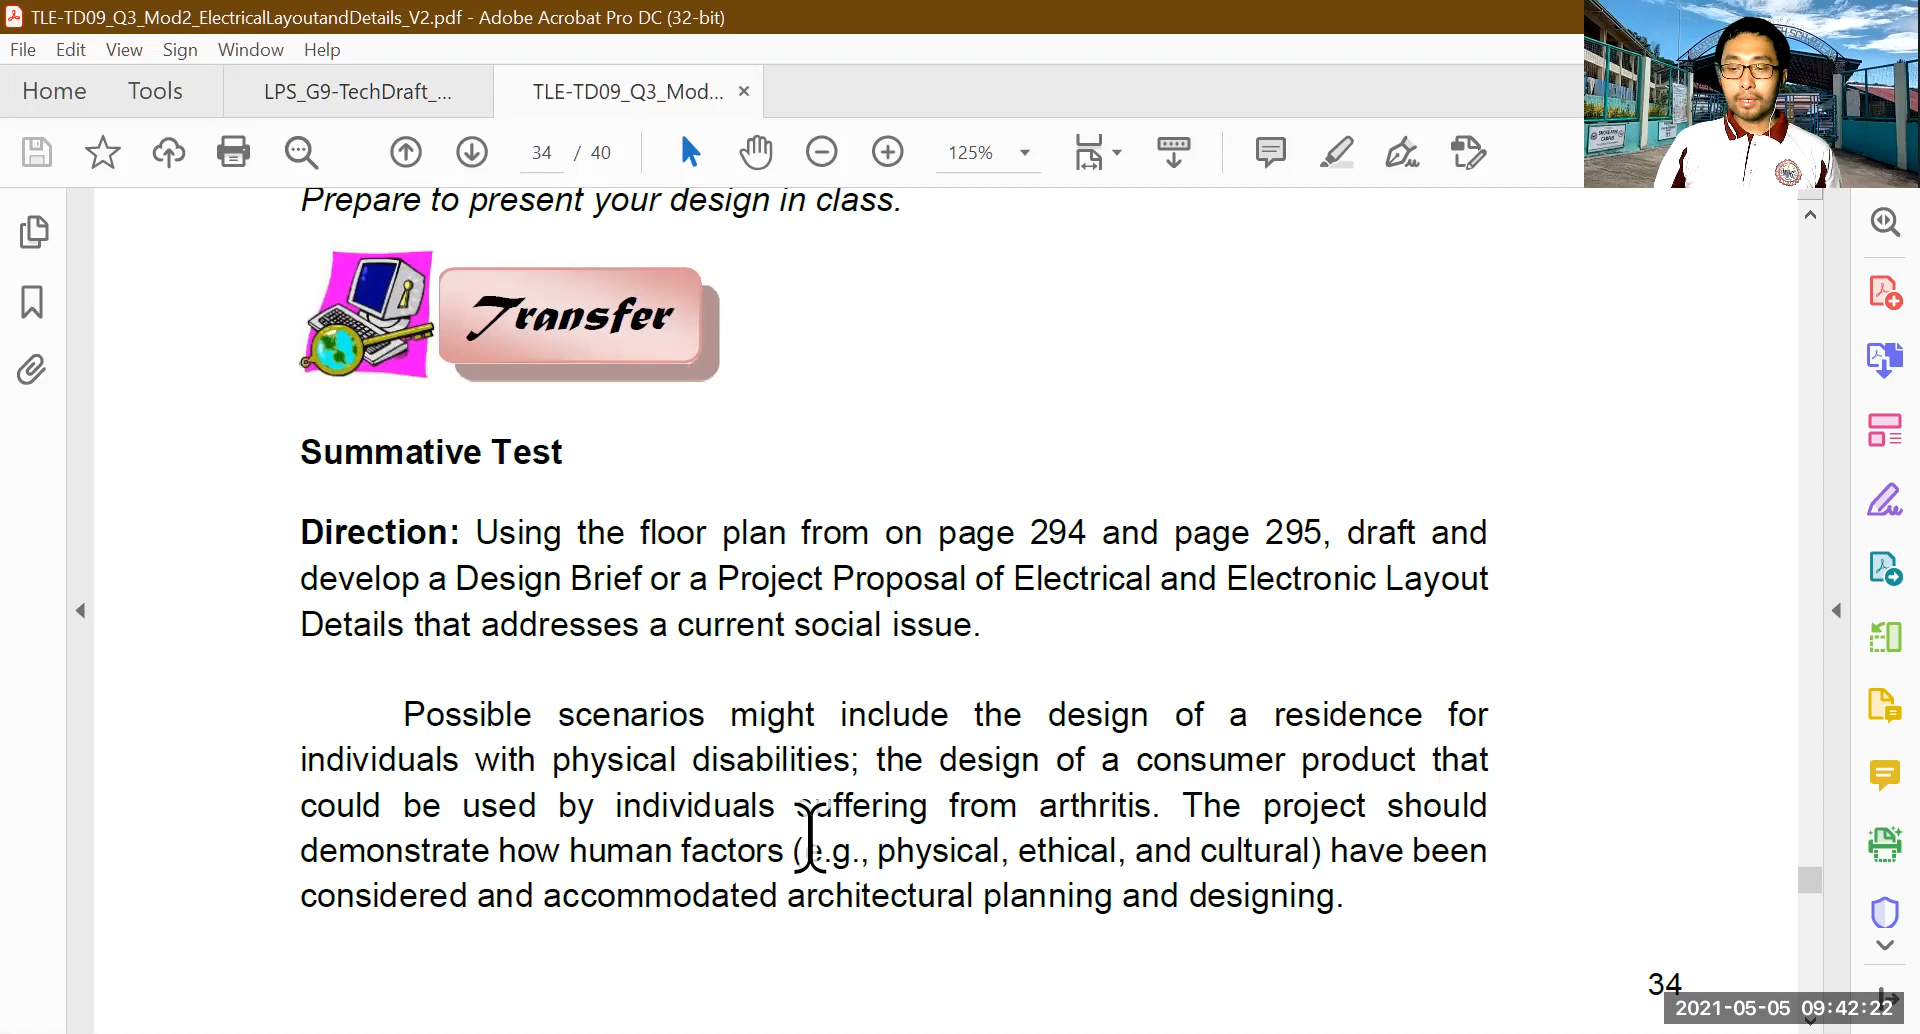 TLE-TD09_Q3_Mod2_ElectricalLayoutandDetails_V2.pdf - Adobe Acrobat Pro DC (32-bit)
File Edit View Sign Window Help
Home Tools LPS_G9-TechDraft_... TLE-TD09_Q3_Mod... ×
34 / 40 125%
Prepare to present your design in class.
Transfer
Summative Test
Direction: Using the floor plan from on page 294 and page 295, draft and
develop a Design Brief or a Project Proposal of Electrical and Electronic Layout
Details that addresses a current social issue.
Possible scenarios might include the design of a residence for
individuals with physical disabilities; the design of a consumer product that
could be used by individuals suffering from arthritis. The project should
demonstrate how human factors (e.g., physical, ethical, and cultural) have been
considered and accommodated architectural planning and designing.
34
2021-05-05 09:42:22